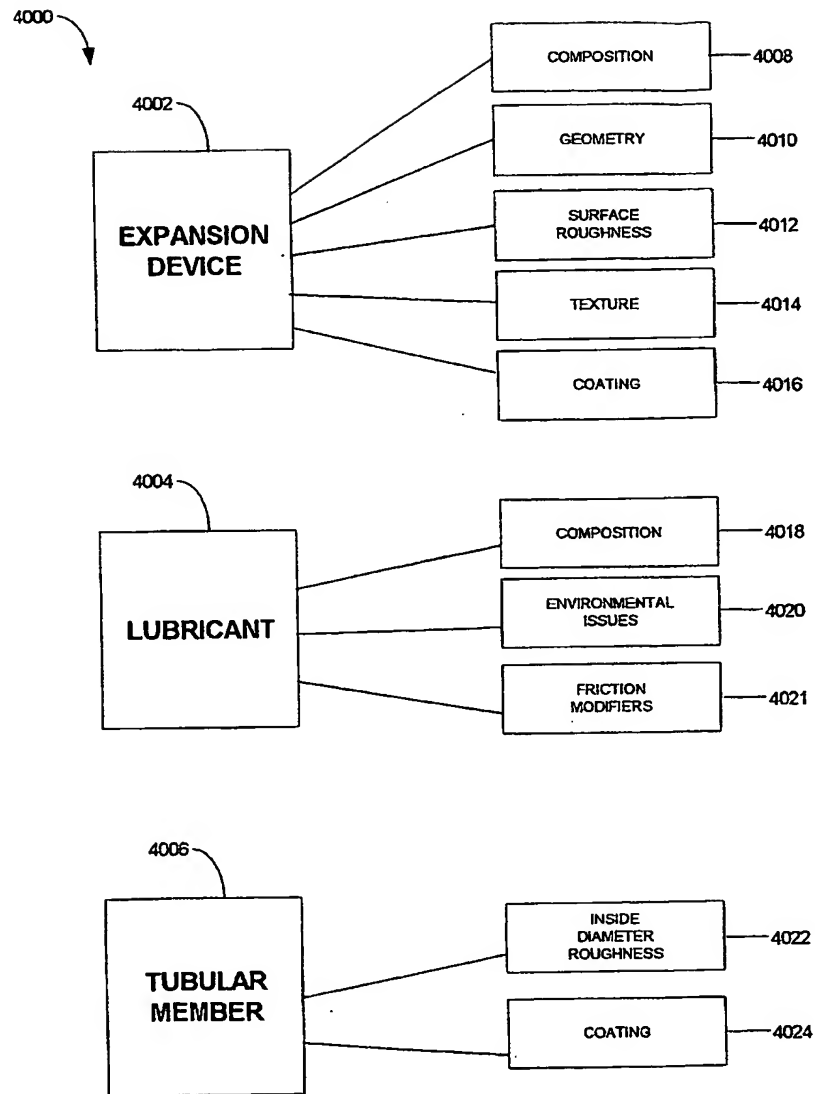 4000
4002
EXPANSION
DEVICE
COMPOSITION
4008
GEOMETRY
4010
SURFACE
ROUGHNESS
4012
TEXTURE
4014
COATING
4016
4004
LUBRICANT
COMPOSITION
4018
ENVIRONMENTAL
ISSUES
4020
FRICTION
MODIFIERS
4021
4006
TUBULAR
MEMBER
INSIDE
DIAMETER
ROUGHNESS
4022
COATING
4024